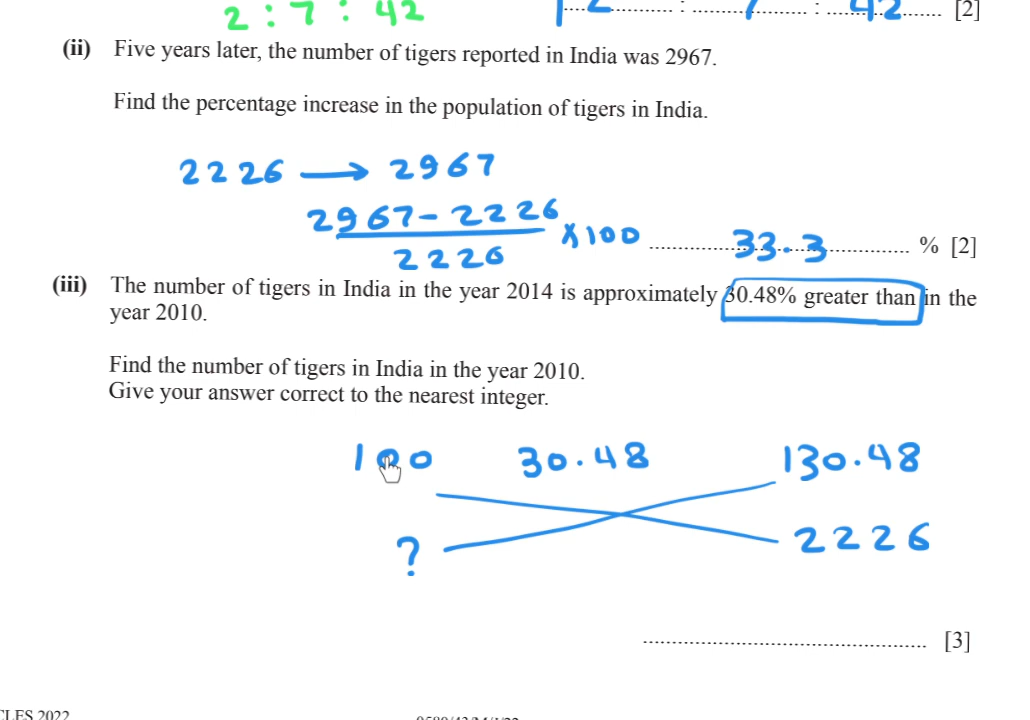 2 : 7 : 42 .......... : .......... : 42 .......... [2]
(ii) Five years later, the number of tigers reported in India was 2967.
Find the percentage increase in the population of tigers in India.
2226 → 2967
2967 - 2226
2226
× 100
33.3 % [2]
(iii) The number of tigers in India in the year 2014 is approximately 30.48% greater than in the
year 2010.
Find the number of tigers in India in the year 2010.
Give your answer correct to the nearest integer.
100 30.48 130.48
? 2226
.......... [3]